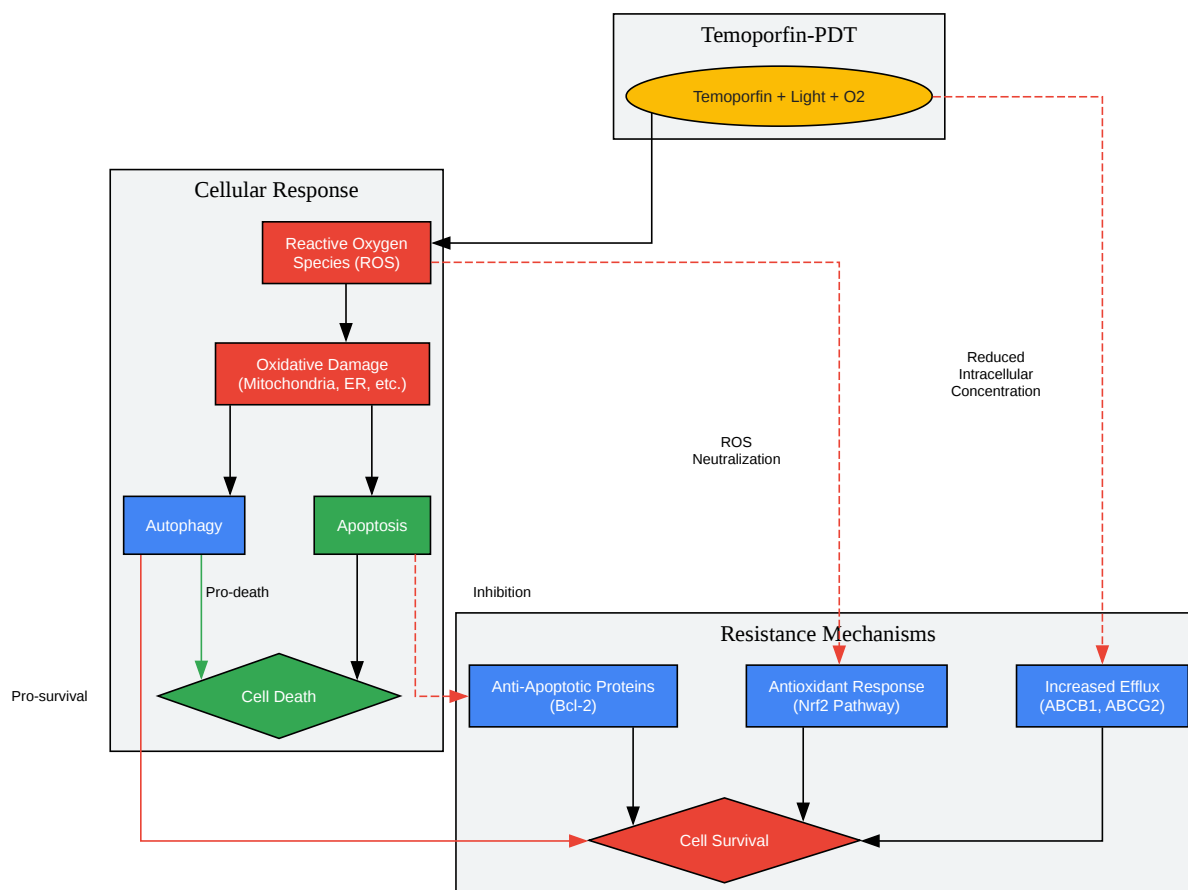 Temoporfin-PDT
Temoporfin + Light + O2
Cellular Response
Reactive Oxygen
Species (ROS)
Oxidative Damage
(Mitochondria, ER, etc.)
Reduced
Intracellular
Concentration
ROS
Neutralization
Autophagy
Apoptosis
Pro-death
Inhibition
Resistance Mechanisms
Pro-survival
Cell Death
Anti-Apoptotic Proteins
(Bcl-2)
Antioxidant Response
(Nrf2 Pathway)
Increased Efflux
(ABCB1, ABCG2)
Cell Survival